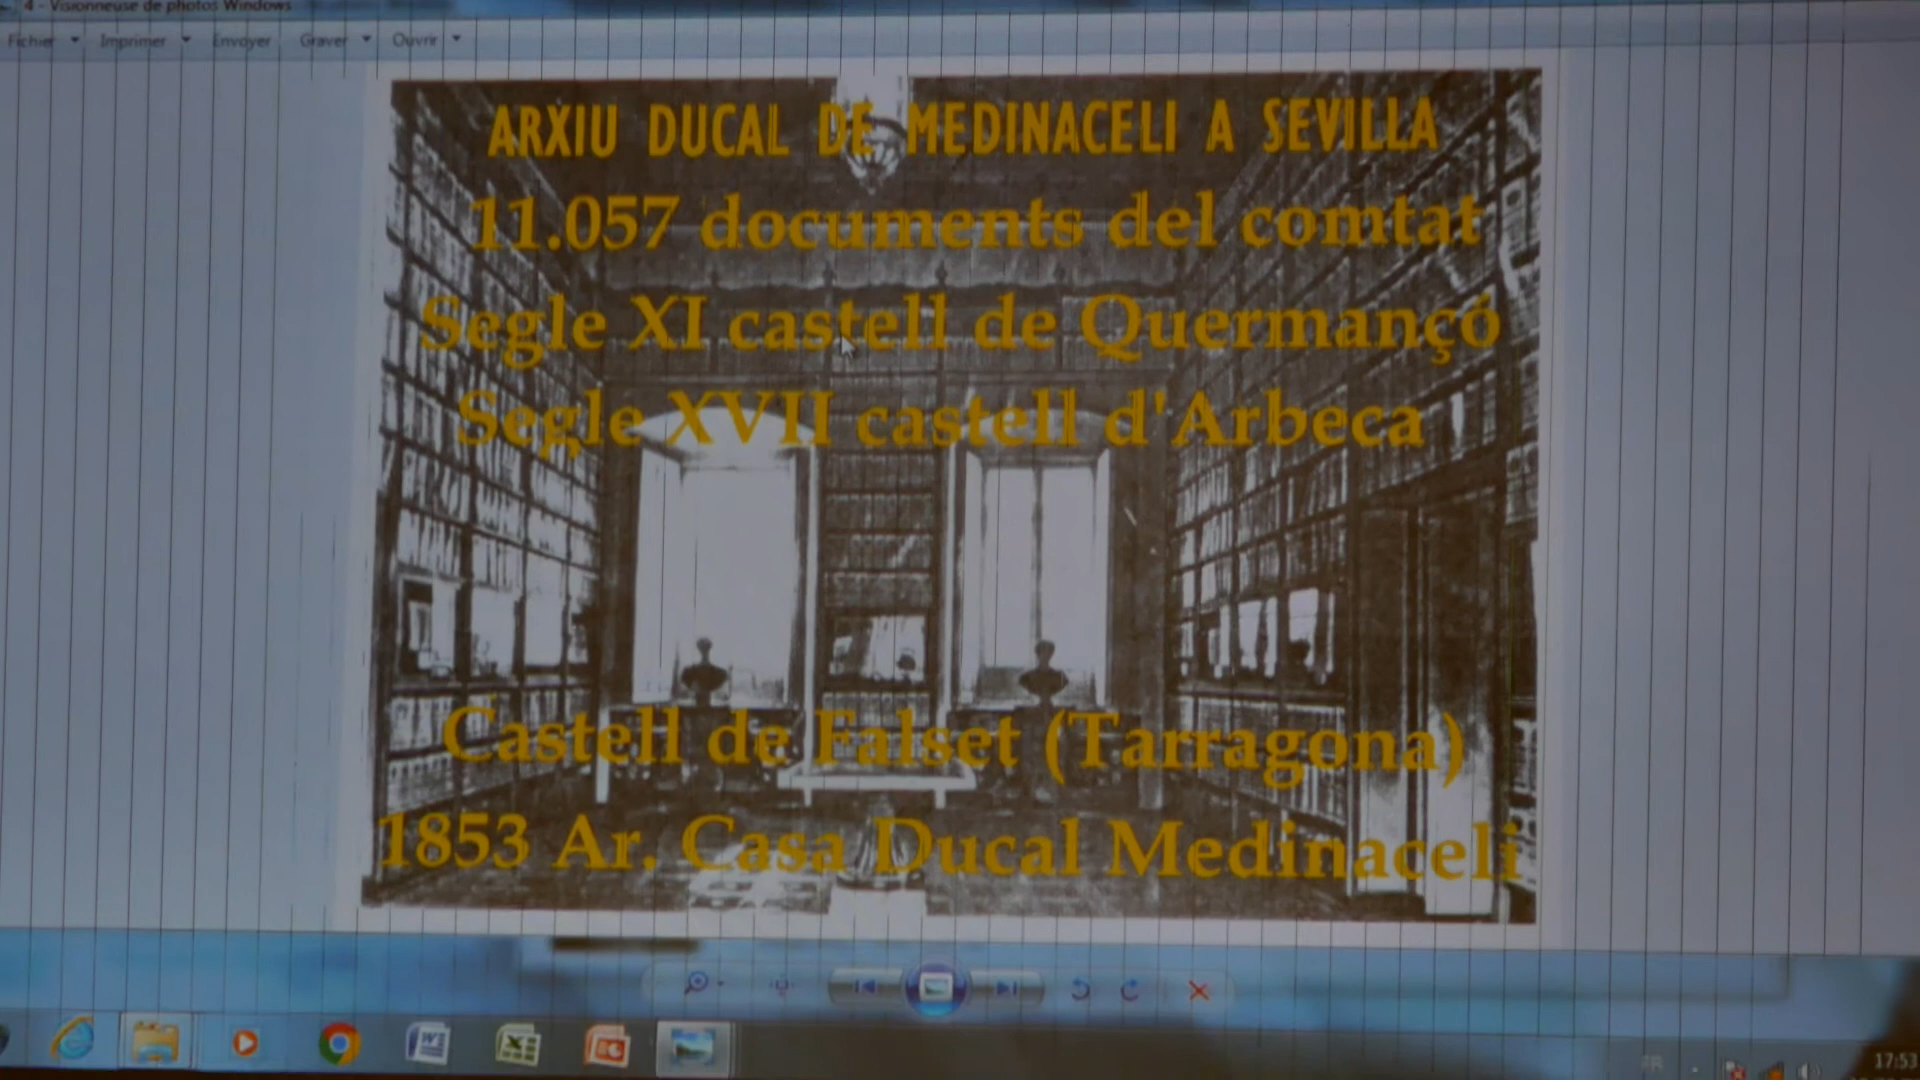 4 - Visionneuse de photos Windows
Fichier Imprimer Envoyer Graver Ouvrir
ARXIU DUCAL DE MEDINACELI A SEVILLA
11.057 documents del comtat
Segle XI castell de Quermançó
Segle XVII castell d'Arbeca
Castell de Falset (Tarragona)
1853 Ar. Casa Ducal Medinaceli
FR
17:53